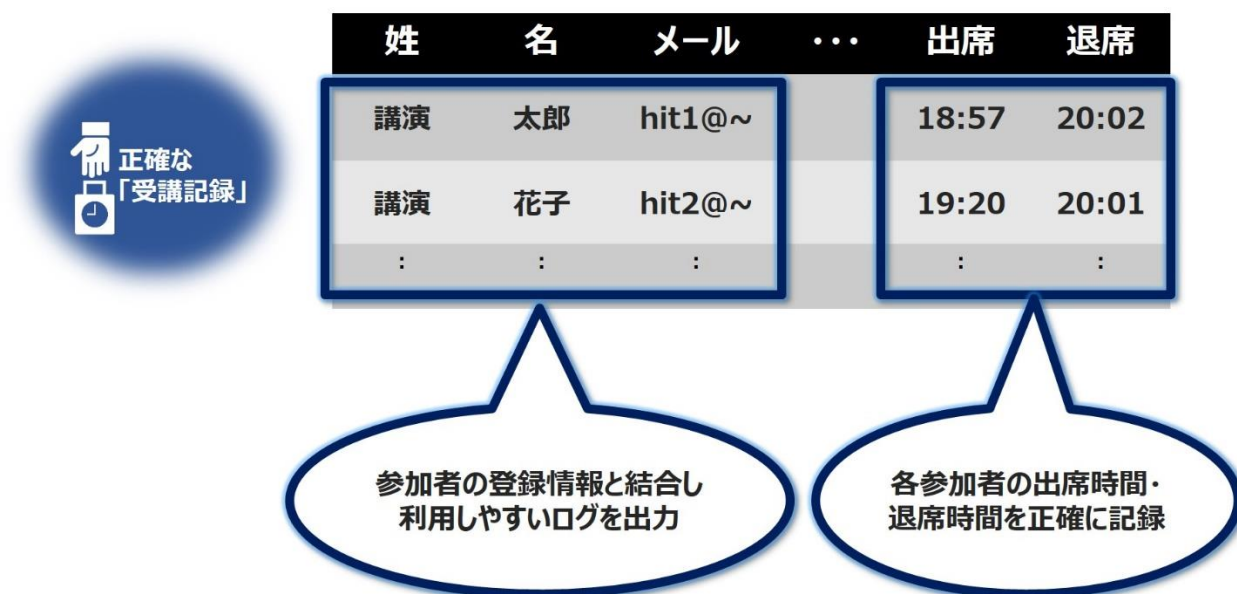 姓 名 メール ・・・ 出席 退席
正確な
「受講記録」
講演 太郎 hit1@~ 18:57 20:02
講演 花子 hit2@~ 19:20 20:01
: : : : :
参加者の登録情報と結合し
利用しやすいログを出力
各参加者の出席時間・
退席時間を正確に記録